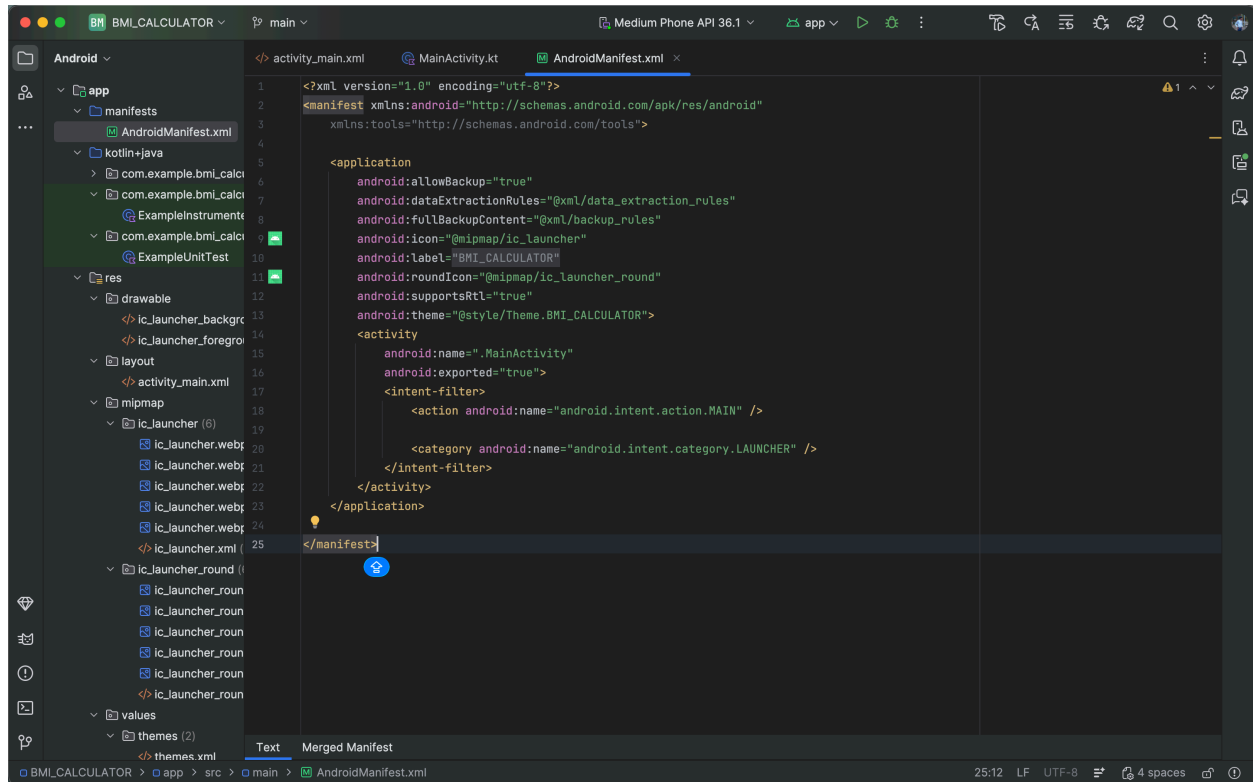 BM BMI_CALCULATOR main Medium Phone API 36.1 app
Android
activity_main.xml MainActivity.kt AndroidManifest.xml
app
manifests
AndroidManifest.xml
kotlin+java
com.example.bmi_calcu
com.example.bmi_calcu
ExampleInstrumente
com.example.bmi_calcu
ExampleUnitTest
res
drawable
ic_launcher_backgro
ic_launcher_foregrou
layout
activity_main.xml
mipmap
ic_launcher (6)
ic_launcher.webp
ic_launcher.webp
ic_launcher.webp
ic_launcher.webp
ic_launcher.webp
ic_launcher.xml (
ic_launcher_round (6
ic_launcher_roun
ic_launcher_roun
ic_launcher_roun
ic_launcher_roun
ic_launcher_roun
ic_launcher_roun
values
themes (2)
themes.xml
1 <?xml version="1.0" encoding="utf-8"?>
2 <manifest xmlns:android="http://schemas.android.com/apk/res/android"
3 xmlns:tools="http://schemas.android.com/tools">
4
5 <application
6 android:allowBackup="true"
7 android:dataExtractionRules="@xml/data_extraction_rules"
8 android:fullBackupContent="@xml/backup_rules"
9 android:icon="@mipmap/ic_launcher"
10 android:label="BMI_CALCULATOR"
11 android:roundIcon="@mipmap/ic_launcher_round"
12 android:supportsRtl="true"
13 android:theme="@style/Theme.BMI_CALCULATOR">
14 <activity
15 android:name=".MainActivity"
16 android:exported="true">
17 <intent-filter>
18 <action android:name="android.intent.action.MAIN" />
19
20 <category android:name="android.intent.category.LAUNCHER" />
21 </intent-filter>
22 </activity>
23 </application>
24
25 </manifest>
1
Text Merged Manifest
BMI_CALCULATOR > app > src > main > AndroidManifest.xml 25:12 LF UTF-8 4 spaces